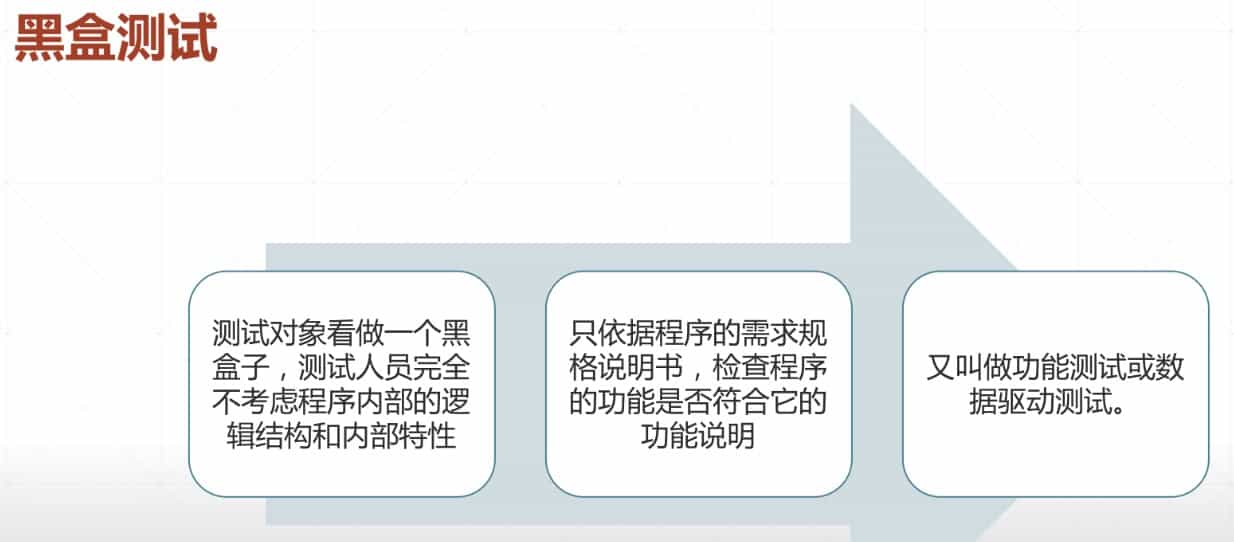 黑盒测试
测试对象看做一个黑
盒子，测试人员完全
不考虑程序内部的逻
辑结构和内部特性
只依据程序的需求规
格说明书，检查程序
的功能是否符合它的
功能说明
又叫做功能测试或数
据驱动测试。